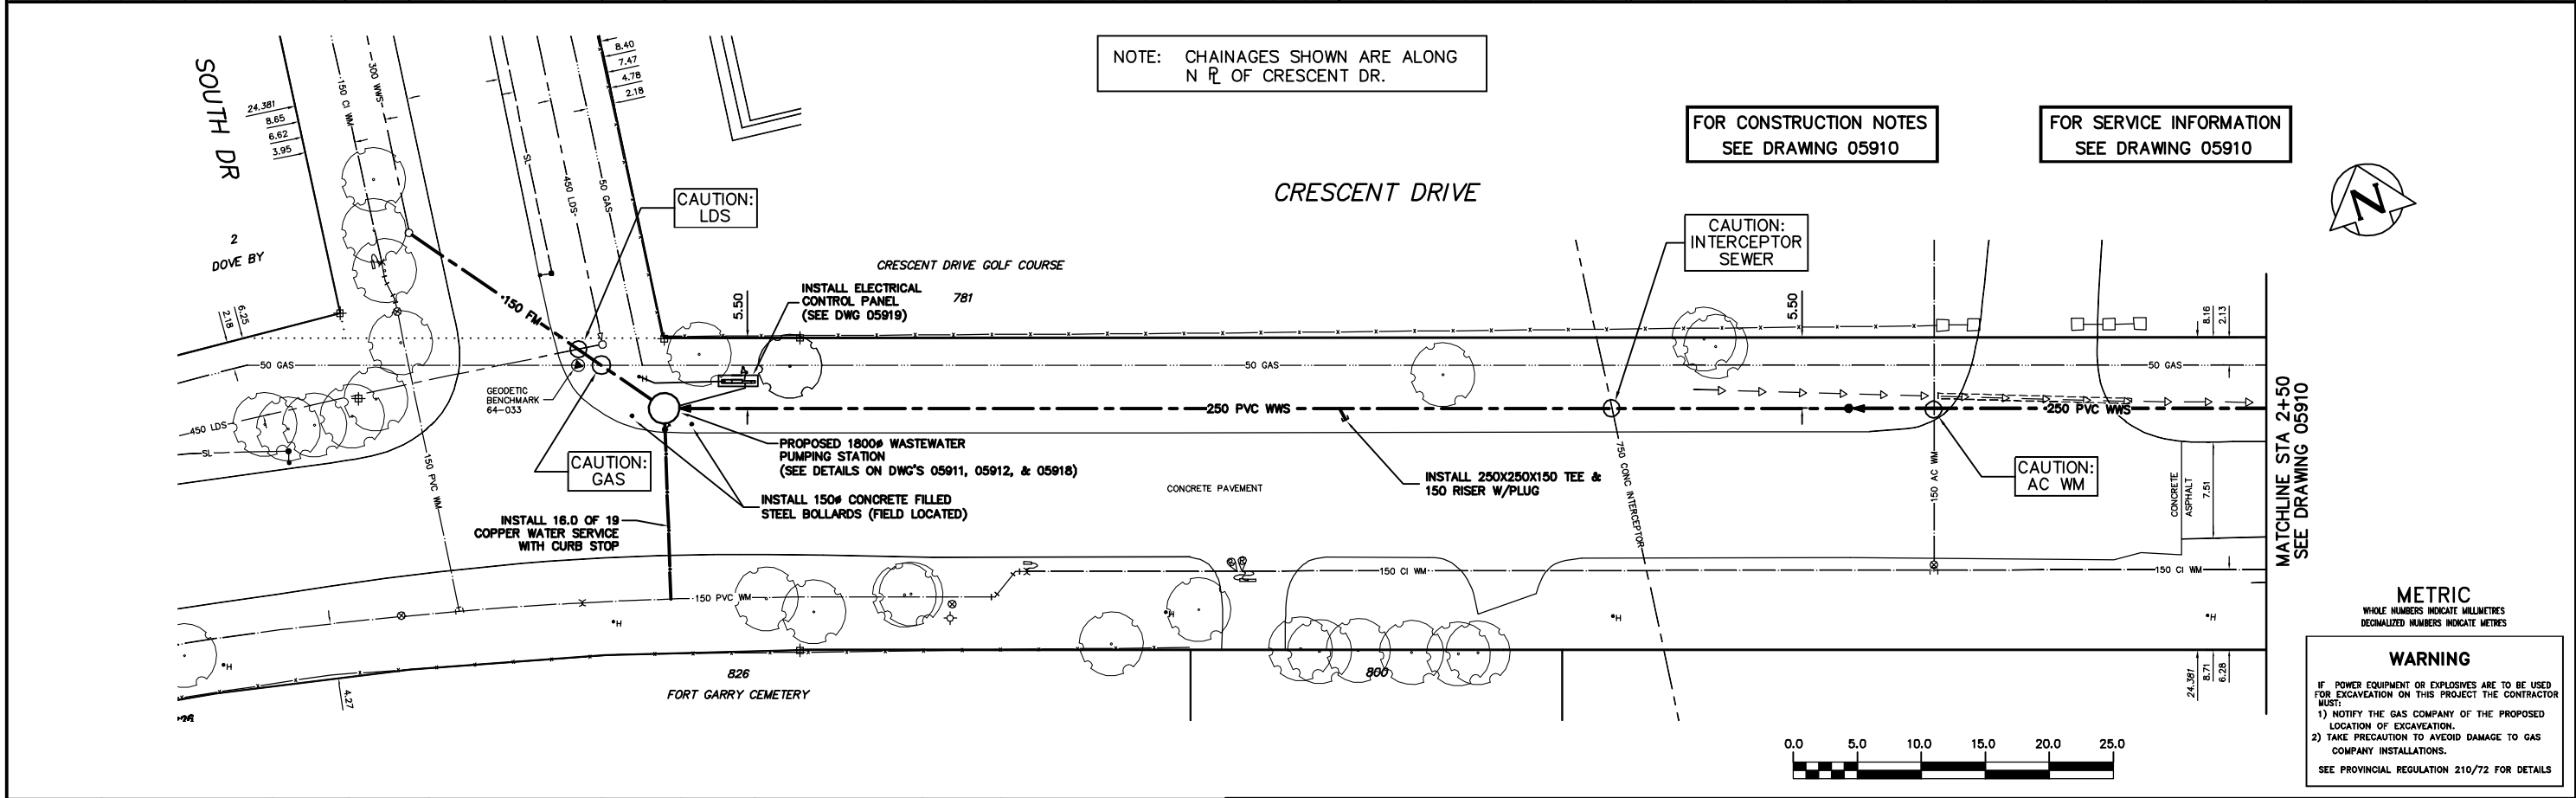 NOTE: CHAINAGES SHOWN ARE ALONG
N ⅊ OF CRESCENT DR.
FOR CONSTRUCTION NOTES
SEE DRAWING 05910
FOR SERVICE INFORMATION
SEE DRAWING 05910
N
CRESCENT DRIVE
SOUTH DR
24.381
8.65
6.62
3.95
150 CI WM
300 WWS
SL
450 LDS
50 GAS
8.40
7.47
4.78
2.18
CAUTION:
LDS
2
DOVE BY
2.18
6.25
150 FM
CRESCENT DRIVE GOLF COURSE
781
INSTALL ELECTRICAL
CONTROL PANEL
(SEE DWG 05919)
5.50
CAUTION:
INTERCEPTOR
SEWER
5.50
8.16
2.13
50 GAS
50 GAS
50 GAS
GEODETIC
BENCHMARK
64-033
H
450 LDS
SL
250 PVC WWS
250 PVC WWS
PROPOSED 1800ø WASTEWATER
PUMPING STATION
(SEE DETAILS ON DWG'S 05911, 05912, & 05918)
CAUTION:
GAS
INSTALL 150ø CONCRETE FILLED
STEEL BOLLARDS (FIELD LOCATED)
INSTALL 16.0 OF 19
COPPER WATER SERVICE
WITH CURB STOP
150 PVC WM
CONCRETE PAVEMENT
INSTALL 250X250X150 TEE &
150 RISER W/PLUG
750 CONC INTERCEPTOR
150 AC WM
CAUTION:
AC WM
CONCRETE
ASPHALT
7.51
MATCHLINE STA 2+50
SEE DRAWING 05910
150 PVC WM
150 CI WM
150 CI WM
H
H
H
H
H
826
FORT GARRY CEMETERY
800
4.27
24.381
8.71
6.28
METRIC
WHOLE NUMBERS INDICATE MILLIMETRES
DECIMALIZED NUMBERS INDICATE METRES
WARNING
IF POWER EQUIPMENT OR EXPLOSIVES ARE TO BE USED
FOR EXCAVEATION ON THIS PROJECT THE CONTRACTOR
MUST:
1) NOTIFY THE GAS COMPANY OF THE PROPOSED
LOCATION OF EXCAVEATION.
2) TAKE PRECAUTION TO AVEOID DAMAGE TO GAS
COMPANY INSTALLATIONS.
SEE PROVINCIAL REGULATION 210/72 FOR DETAILS
0.0 5.0 10.0 15.0 20.0 25.0